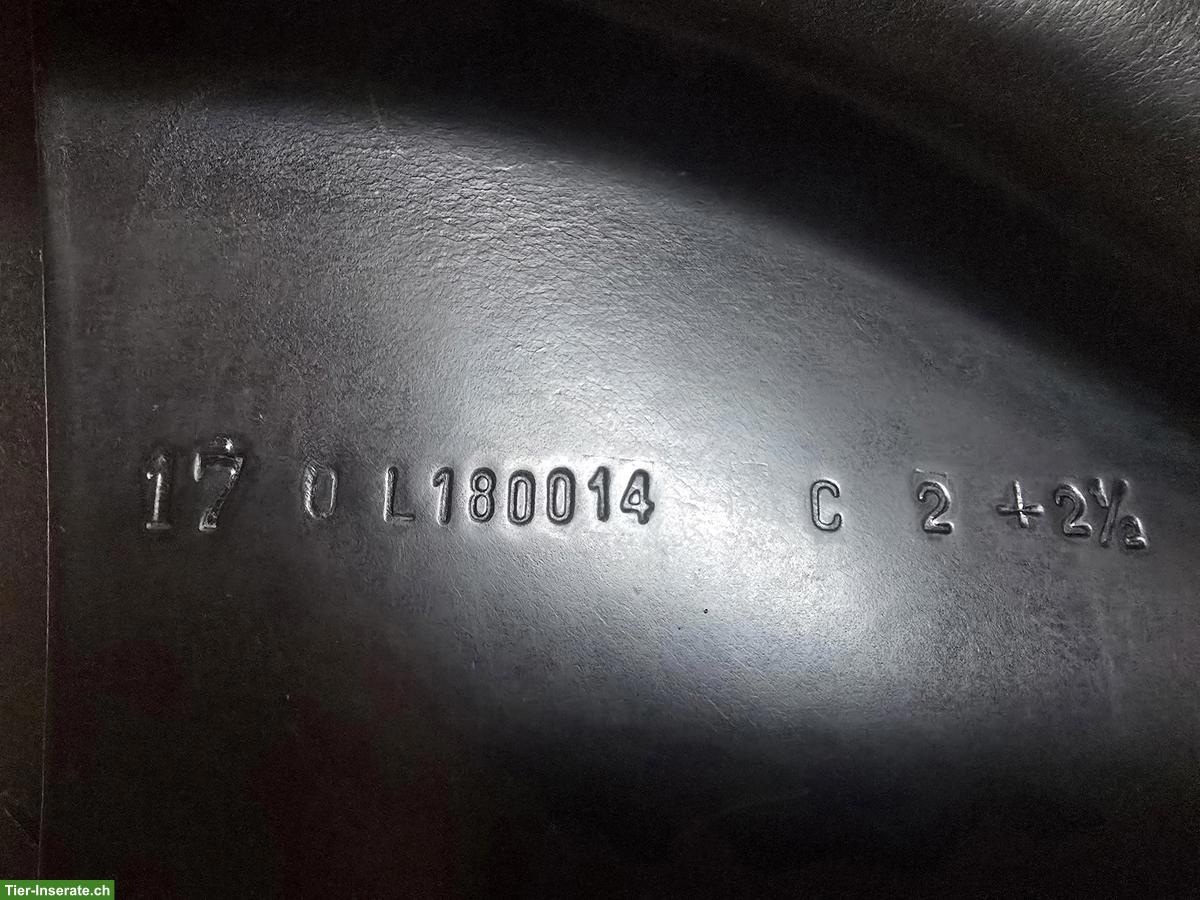 17 0 L180014 C 2 +2½
Tier-Inserate.ch